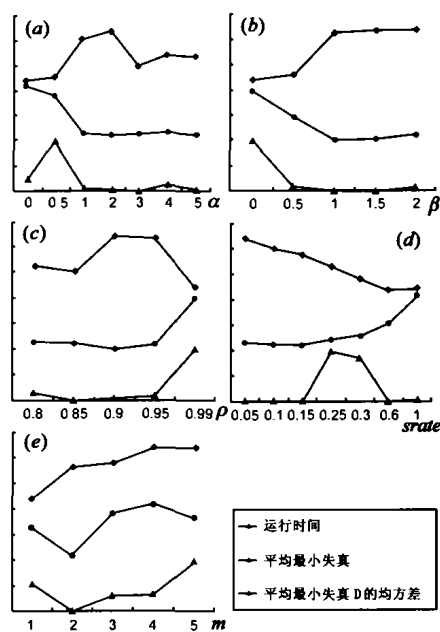 (a)
0 0 5 1 2 3 4 5 α
(b)
0 0.5 1 1.5 2 β
(c)
0.8 0.85 0.9 0.95 0.99 ρ
(d)
0.05 0.1 0.15 0.25 0.3 0.6 1
srate
(e)
1 2 3 4 5 m
运行时间
平均最小失真
平均最小失真 D 的均方差